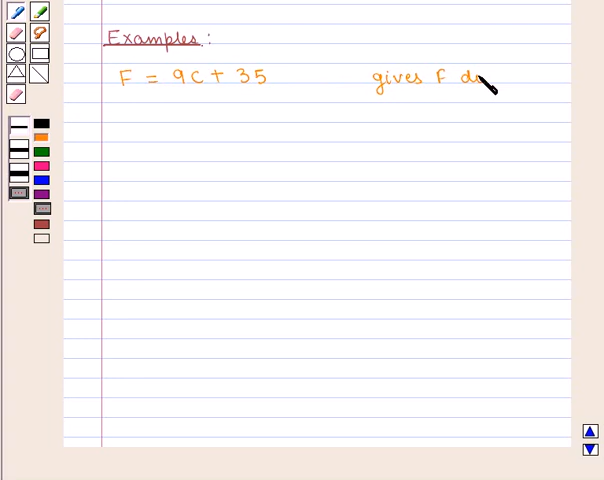 Examples :
F = 9C + 35 gives F